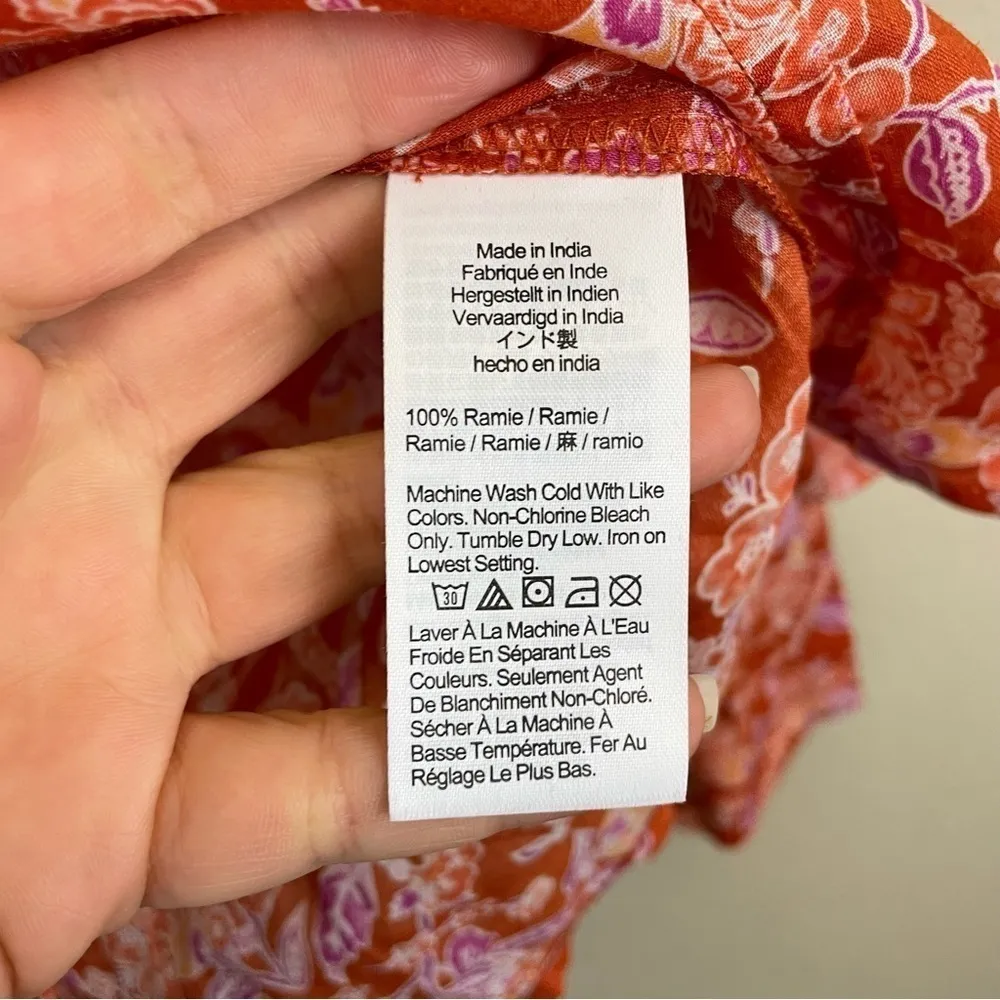 Made in India
Fabriqué en Inde
Hergestellt in Indien
Vervaardigd in India
インド製
hecho en india
100% Ramie / Ramie /
Ramie / Ramie / 麻 / ramio
Machine Wash Cold With Like
Colors. Non-Chlorine Bleach
Only. Tumble Dry Low. Iron on
Lowest Setting.
30
Laver À La Machine À L'Eau
Froide En Séparant Les
Couleurs. Seulement Agent
De Blanchiment Non-Chloré.
Sécher À La Machine À
Basse Température. Fer Au
Réglage Le Plus Bas.